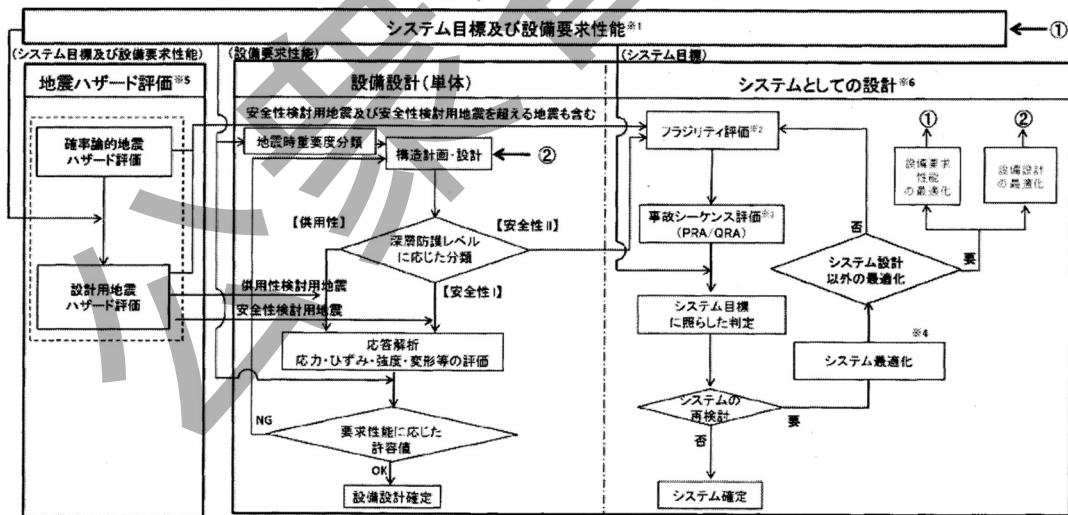 システム目標及び設備要求性能※1
①
(システム目標及び設備要求性能)
(設備要求性能)
(システム目標)
地震ハザード評価※5
確率論的地震
ハザード評価
設計用地震
ハザード評価
設備設計(単体)
安全性検討用地震及び安全性検討用地震を超える地震も含む
地震時重要度分類
構造計画・設計
②
【供用性】
【安全性Ⅱ】
深層防護レベル
に応じた分類
供用性検討用地震
【安全性Ⅰ】
安全性検討用地震
応答解析
応力・ひずみ・強度・変形等の評価
NG
要求性能に応じた
許容値
OK
設備設計確定
システムとしての設計※6
フラジリティ評価※2
事故シーケンス評価※3
(PRA/QRA)
システム目標
に照らした判定
システムの
再検討
要
否
システム確定
①
②
設備要求
性能
の最適化
設備設計
の最適化
否
システム設計
以外の最適化
要
※4
システム最適化
公募